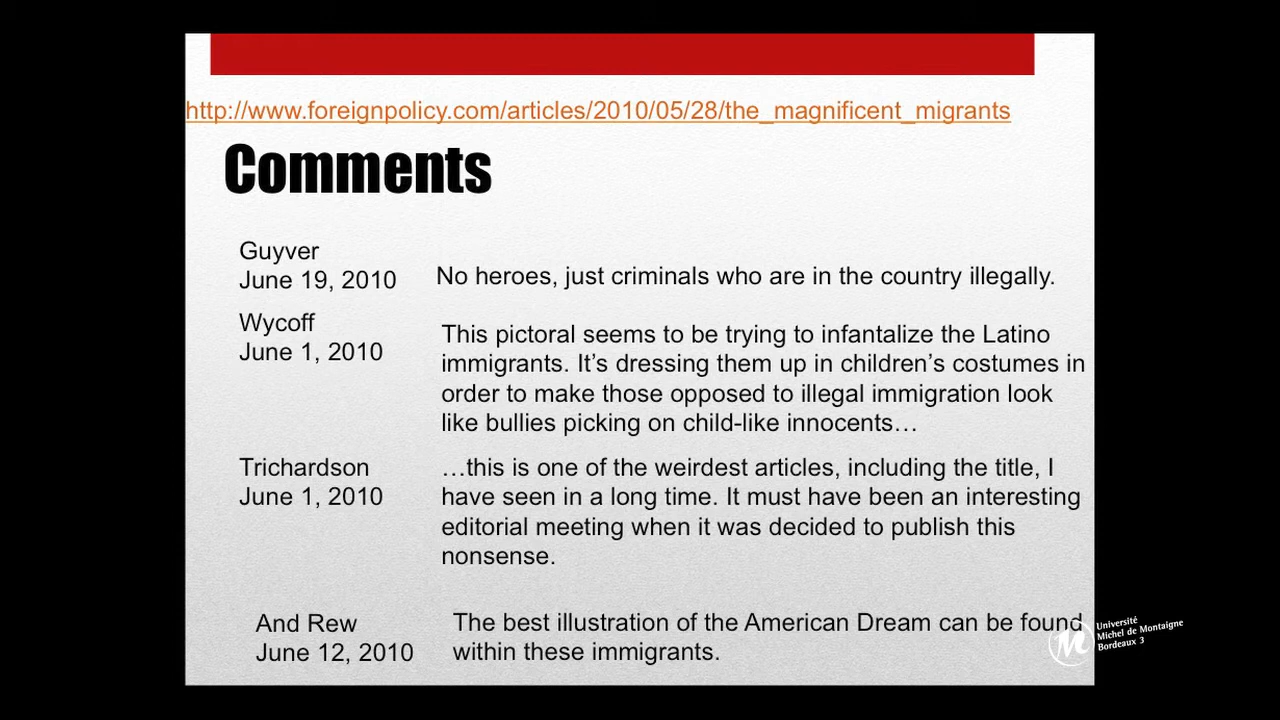 http://www.foreignpolicy.com/articles/2010/05/28/the_magnificent_migrants
Comments
Guyver
June 19, 2010
No heroes, just criminals who are in the country illegally.
Wycoff
June 1, 2010
This pictoral seems to be trying to infantalize the Latino
immigrants. It’s dressing them up in children’s costumes in
order to make those opposed to illegal immigration look
like bullies picking on child-like innocents…
Trichardson
June 1, 2010
…this is one of the weirdest articles, including the title, I
have seen in a long time. It must have been an interesting
editorial meeting when it was decided to publish this
nonsense.
And Rew
June 12, 2010
The best illustration of the American Dream can be found
within these immigrants.
Université
Michel de Montaigne
Bordeaux 3